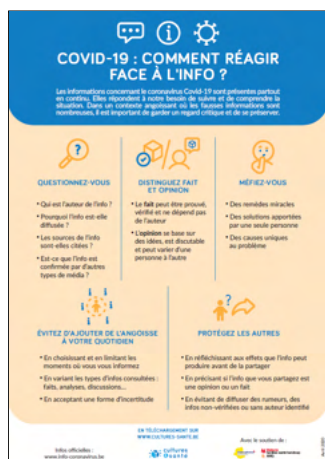 COVID-19 : COMMENT RÉAGIR
FACE À L'INFO ?
Les informations concernant le coronavirus Covid-19 sont présentes partout
en continu. Elles répondent à notre besoin de suivre et de comprendre la
situation. Dans un contexte angoissant où les fausses informations sont
nombreuses, il est important de garder un regard critique et de se préserver.
QUESTIONNEZ-VOUS
• Qui est l'auteur de l'info ?
• Pourquoi l'info est-elle
diffusée ?
• Les sources de l'info
sont-elles citées ?
• Est-ce que l'info est
confirmée par d'autres
types de média ?
DISTINGUEZ FAIT
ET OPINION
• Le fait peut être prouvé,
vérifié et ne dépend pas
de l'auteur
• L'opinion se base sur
des idées, est discutable
et peut varier d'une
personne à l'autre
MÉFIEZ-VOUS
• Des remèdes miracles
• Des solutions apportées
par une seule personne
• Des causes uniques
au problème
ÉVITEZ D'AJOUTER DE L'ANGOISSE
À VOTRE QUOTIDIEN
• En choisissant et en limitant les
moments où vous vous informez
• En variant les types d'infos consultées :
faits, analyses, discussions...
• En acceptant une forme d'incertitude
PROTÉGEZ LES AUTRES
• En réfléchissant aux effets que l'info peut
produire avant de la partager
• En précisant si l'info que vous partagez est
une opinion ou un fait
• En évitant de diffuser des rumeurs, des
infos non-vérifiées ou sans auteur identifié
EN TÉLÉCHARGEMENT SUR
WWW.CULTURES-SANTE.BE
Infos officielles :
www.info-coronavirus.be
cultures
&santé
Avec le soutien de :